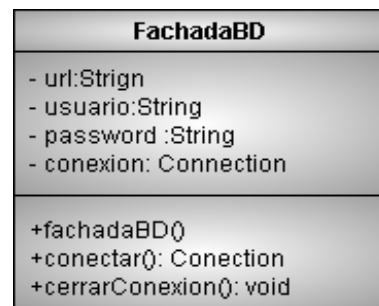 FachadaBD
- url:Strign
- usuario:String
- password :String
- conexion: Connection
+fachadaBD()
+conectar(): Conection
+cerrarConexion(): void